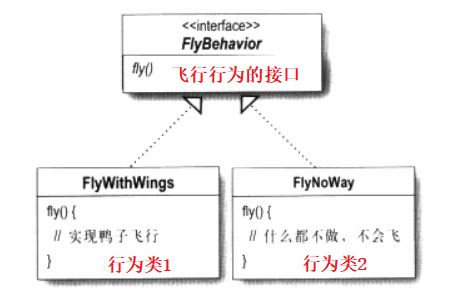 <<interface>>
FlyBehavior
fly() 飞行行为的接口
FlyWithWings
fly() {
// 实现鸭子飞行
} 行为类1
FlyNoWay
fly() {
// 什么都不做，不会飞
} 行为类2